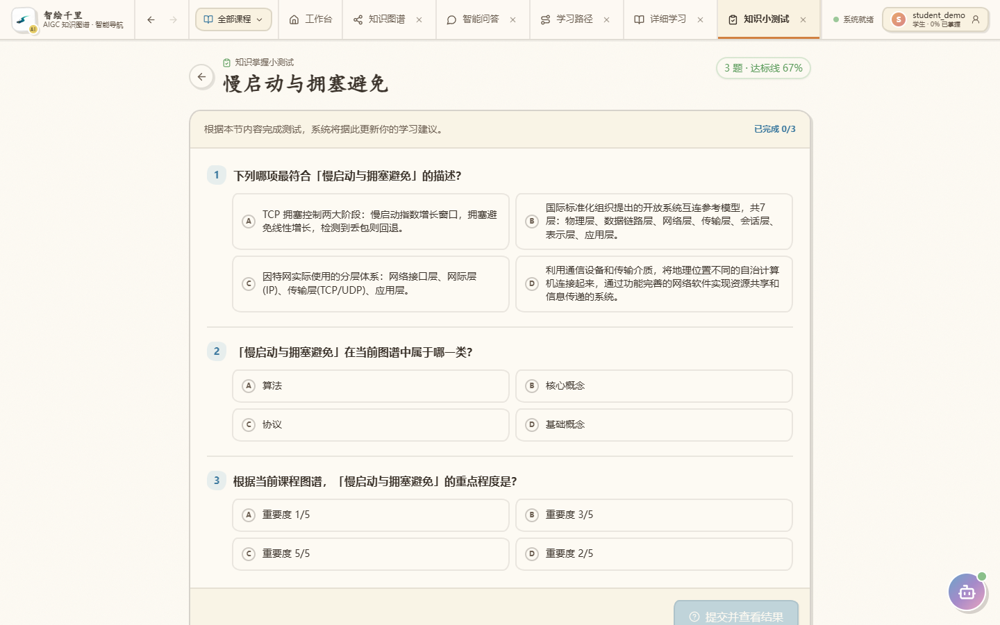 智绘千里
AIGC 知识图谱 · 智能导航
AI
全部课程
工作台
知识图谱
智能问答
学习路径
详细学习
知识小测试
系统就绪
S
student_demo
学生 · 0% 已掌握
知识掌握小测试
慢启动与拥塞避免
3 题 · 达标线 67%
根据本节内容完成测试，系统将据此更新你的学习建议。
已完成 0/3
1
下列哪项最符合「慢启动与拥塞避免」的描述？
A
TCP 拥塞控制两大阶段：慢启动指数增长窗口，拥塞避
免线性增长，检测到丢包则回退。
B
国际标准化组织提出的开放系统互连参考模型，共7
层：物理层、数据链路层、网络层、传输层、会话层、
表示层、应用层。
C
因特网实际使用的分层体系：网络接口层、网际层
(IP)、传输层(TCP/UDP)、应用层。
D
利用通信设备和传输介质，将地理位置不同的自治计算
机连接起来，通过功能完善的网络软件实现资源共享和
信息传递的系统。
2
「慢启动与拥塞避免」在当前图谱中属于哪一类？
A
算法
B
核心概念
C
协议
D
基础概念
3
根据当前课程图谱，「慢启动与拥塞避免」的重点程度是？
A
重要度 1/5
B
重要度 3/5
C
重要度 5/5
D
重要度 2/5
提交并查看结果